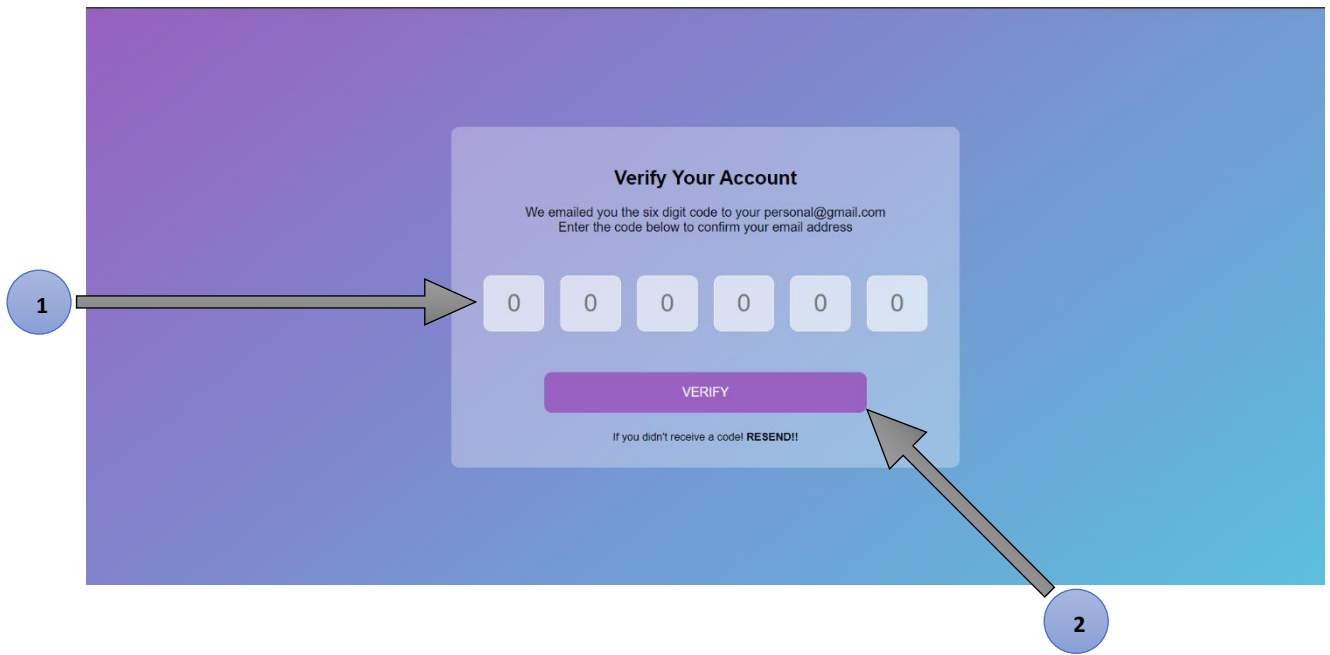 Verify Your Account
We emailed you the six digit code to your personal@gmail.com
Enter the code below to confirm your email address
1
0 0 0 0 0 0
VERIFY
If you didn't receive a code! RESEND!!
2